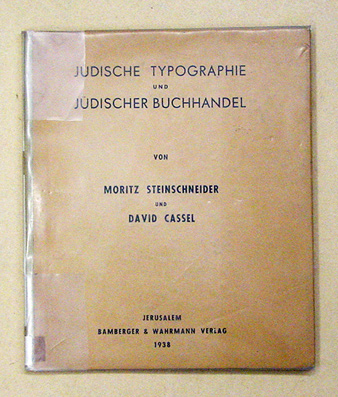 JÜDISCHE TYPOGRAPHIE
UND
JÜDISCHER BUCHHANDEL
VON
MORITZ STEINSCHNEIDER
UND
DAVID CASSEL
JERUSALEM
BAMBERGER & WAHRMANN VERLAG
1938